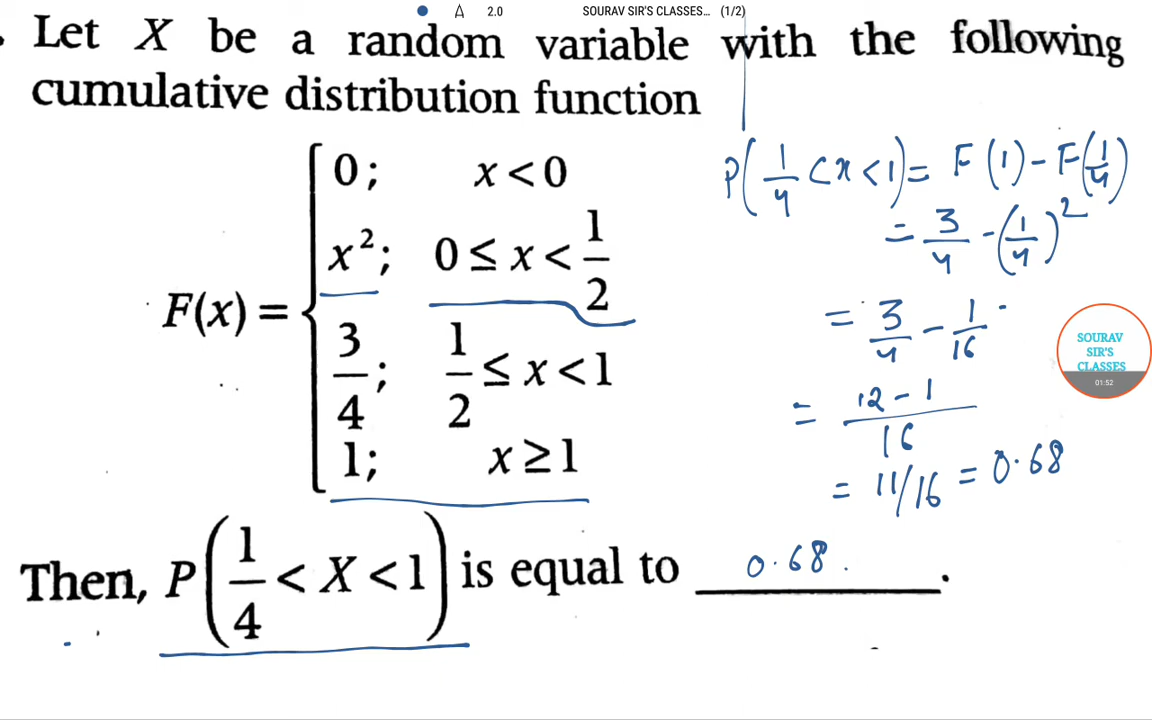 A 2.0 SOURAV SIR'S CLASSES... (1/2)
Let X be a random variable with the following
cumulative distribution function
F(x) = { 0; x < 0
x²; 0 ≤ x < 1/2
3/4; 1/2 ≤ x < 1
1; x ≥ 1
Then, P(1/4 < X < 1) is equal to 0.68 .
P(1/4 < x < 1) = F(1) - F(1/4)
= 3/4 - (1/4)²
= 3/4 - 1/16
= 12 - 1 / 16
= 11/16 = 0.68
SOURAV
SIR'S
CLASSES
01:52